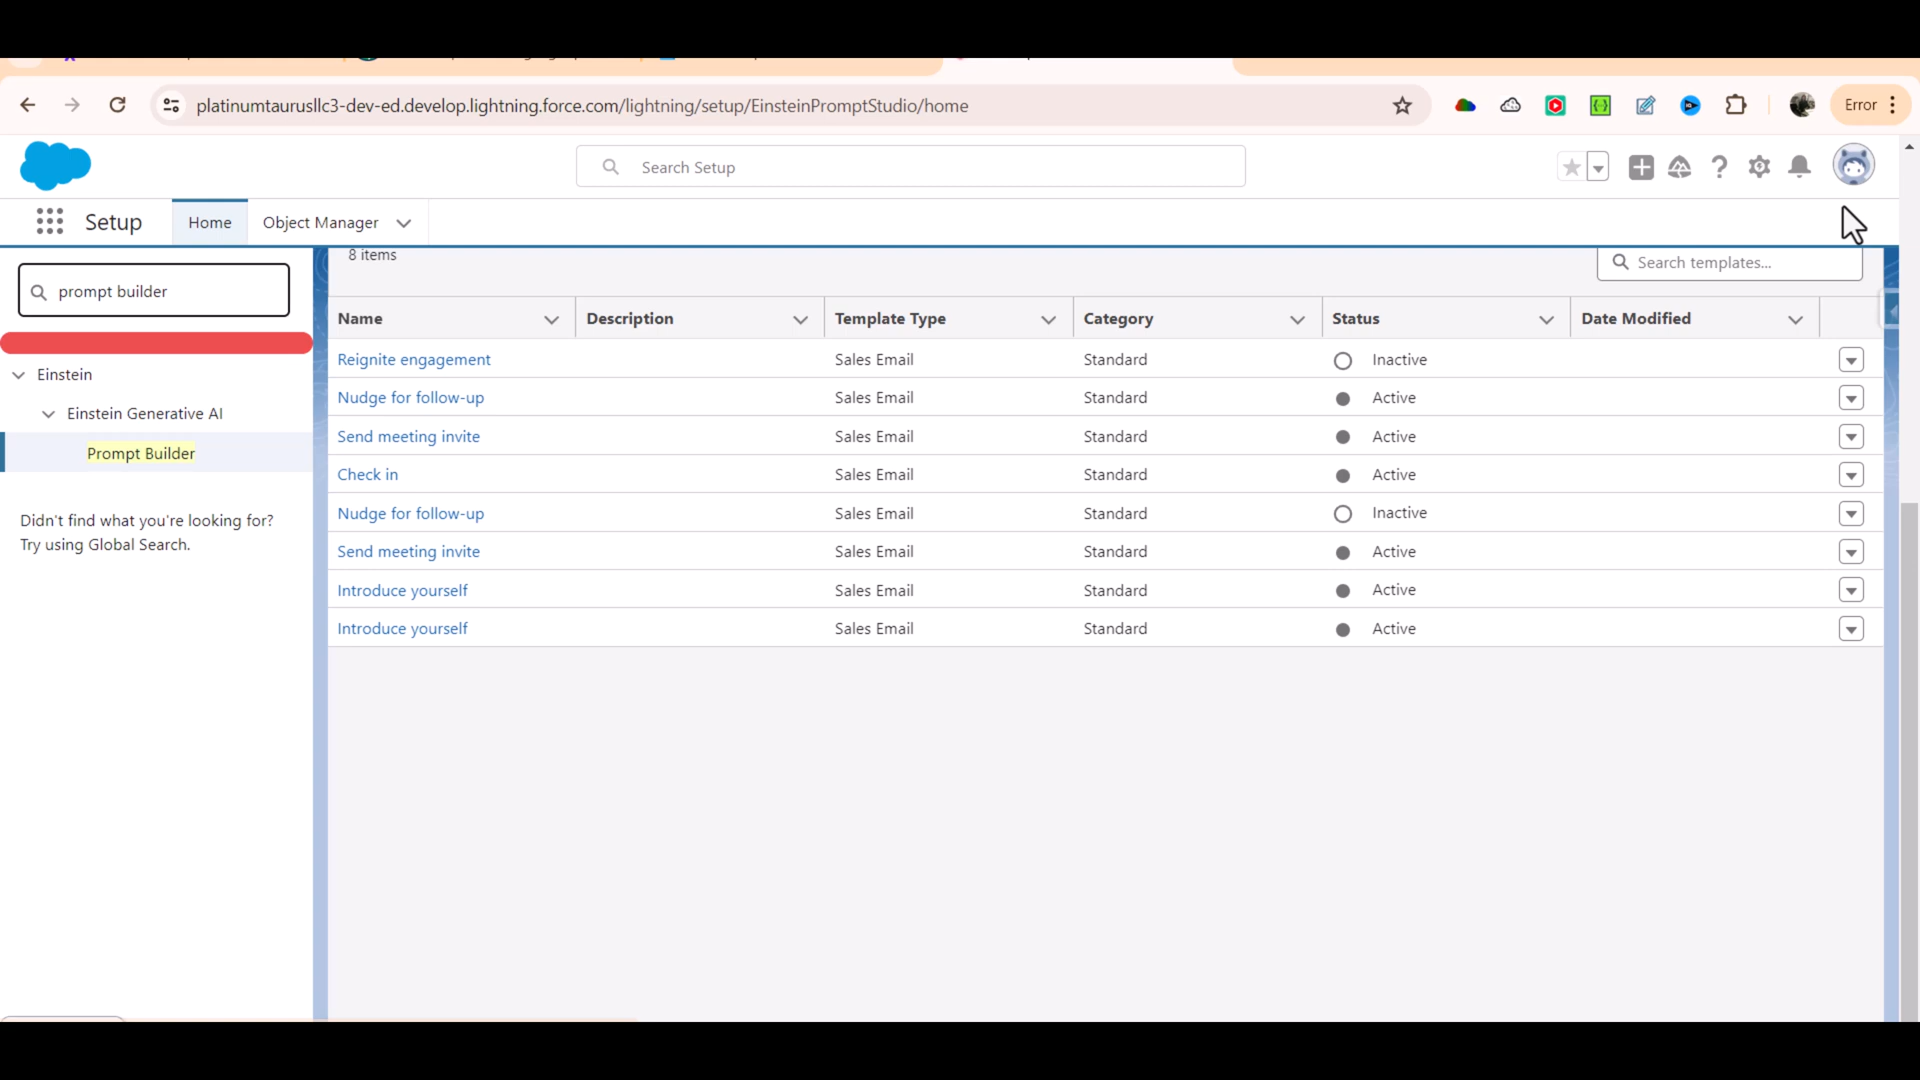 platinumtaurusllc3-dev-ed.develop.lightning.force.com/lightning/setup/EinsteinPromptStudio/home
Error
Search Setup
Setup
Home
Object Manager
prompt builder
Einstein
Einstein Generative AI
Prompt Builder
Didn't find what you're looking for?
Try using Global Search.
8 items
Search templates...
Name Description Template Type Category Status Date Modified
Reignite engagement Sales Email Standard Inactive
Nudge for follow-up Sales Email Standard Active
Send meeting invite Sales Email Standard Active
Check in Sales Email Standard Active
Nudge for follow-up Sales Email Standard Inactive
Send meeting invite Sales Email Standard Active
Introduce yourself Sales Email Standard Active
Introduce yourself Sales Email Standard Active